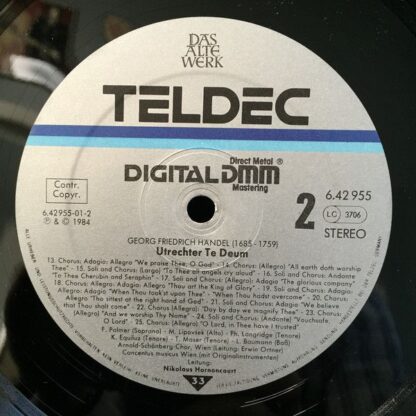 DAS
ALTE
WERK
TELDEC
DIGITAL DMM
Direct Metal ®
Mastering
Contr.
Copyr.
6.42955-01-2
Ⓟ & © 1984
2
6.42 955
LC 3706
STEREO
GEORG FRIEDRICH HÄNDEL (1685 - 1759)
Utrechter Te Deum
13. Chorus: Adagio; Allegro "We praise Thee, O God" - 14. Chorus: (Allegro) "All earth doth worship
Thee" - 15. Soli and Chorus: (Largo) "To Thee all angels cry aloud" - 16. Soli and Chorus: Andante
"To Thee Cherubin and Seraphin" - 17. Soli and Chorus: Adagio "The glorious company"
18. Chorus: Adagio; Allegro "Thou art the King of Glory" - 19. Soli and Chorus: Adagio; Allegro;
Adagio; Allegro "When Thou tookst upon Thee" - "When Thou hadst overcome" - 20. Chorus:
Allegro "Thou sittest at the right hand of God" - 21. Soli and Chorus: Adagio "We believe
that Thou shalt come" - 22. Chorus: (Allegro) "Day by day we magnify Thee" - 23. Chorus:
(Allegro) "And we worship Thy Name" - 24. Soli and Chorus: (Andante) "Vouchsafe,
O Lord" - 25. Chorus: (Allegro) "O Lord, in Thee have I trusted"
F. Palmer (Soprano) - M. Lipovšek (Alt) - Ph. Langridge (Tenore)
K. Equiluz (Tenore) - T. Moser (Tenore) - L. Baumann (Baß)
Arnold-Schönberg Chor, Wien (Leitung: Erwin Ortner)
Concentus musicus Wien (mit Originalinstrumenten)
Leitung:
Nikolaus Harnoncourt
33